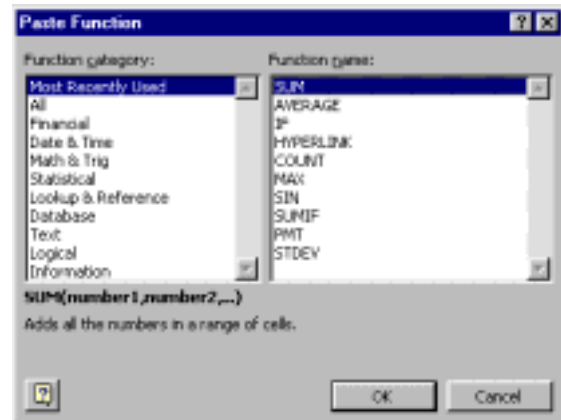 Paste Function
Function category:
Most Recently Used
All
Financial
Date & Time
Math & Trig
Statistical
Lookup & Reference
Database
Text
Logical
Information
Function name:
SUM
AVERAGE
IF
HYPERLINK
COUNT
MAX
SIN
SUMIF
PMT
STDEV
SUM(number1,number2,...)
Adds all the numbers in a range of cells.
OK
Cancel